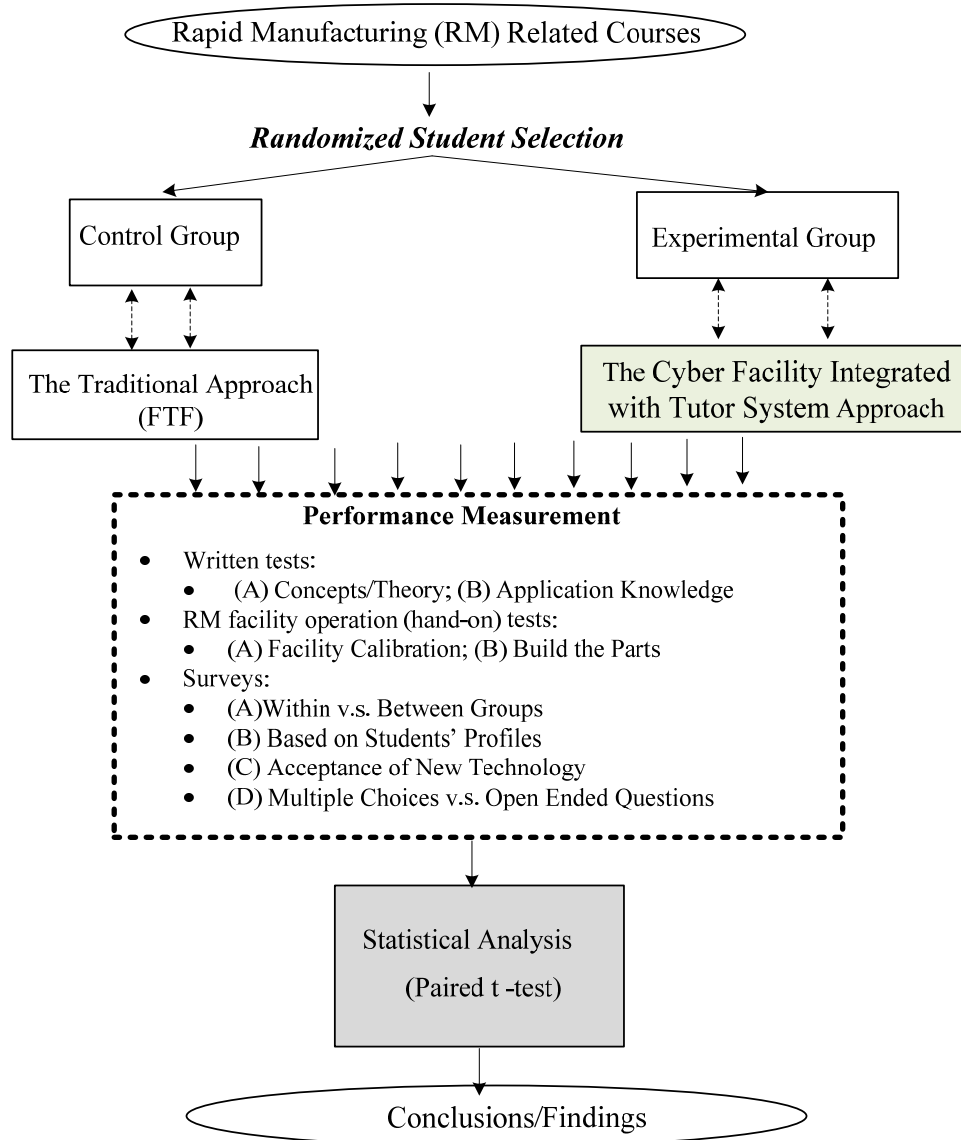 Rapid Manufacturing (RM) Related Courses
Randomized Student Selection
Control Group
Experimental Group
The Traditional Approach
(FTF)
The Cyber Facility Integrated
with Tutor System Approach
Performance Measurement
• Written tests:
• (A) Concepts/Theory; (B) Application Knowledge
• RM facility operation (hand-on) tests:
• (A) Facility Calibration; (B) Build the Parts
• Surveys:
• (A)Within v.s. Between Groups
• (B) Based on Students’ Profiles
• (C) Acceptance of New Technology
• (D) Multiple Choices v.s. Open Ended Questions
Statistical Analysis
(Paired t -test)
Conclusions/Findings